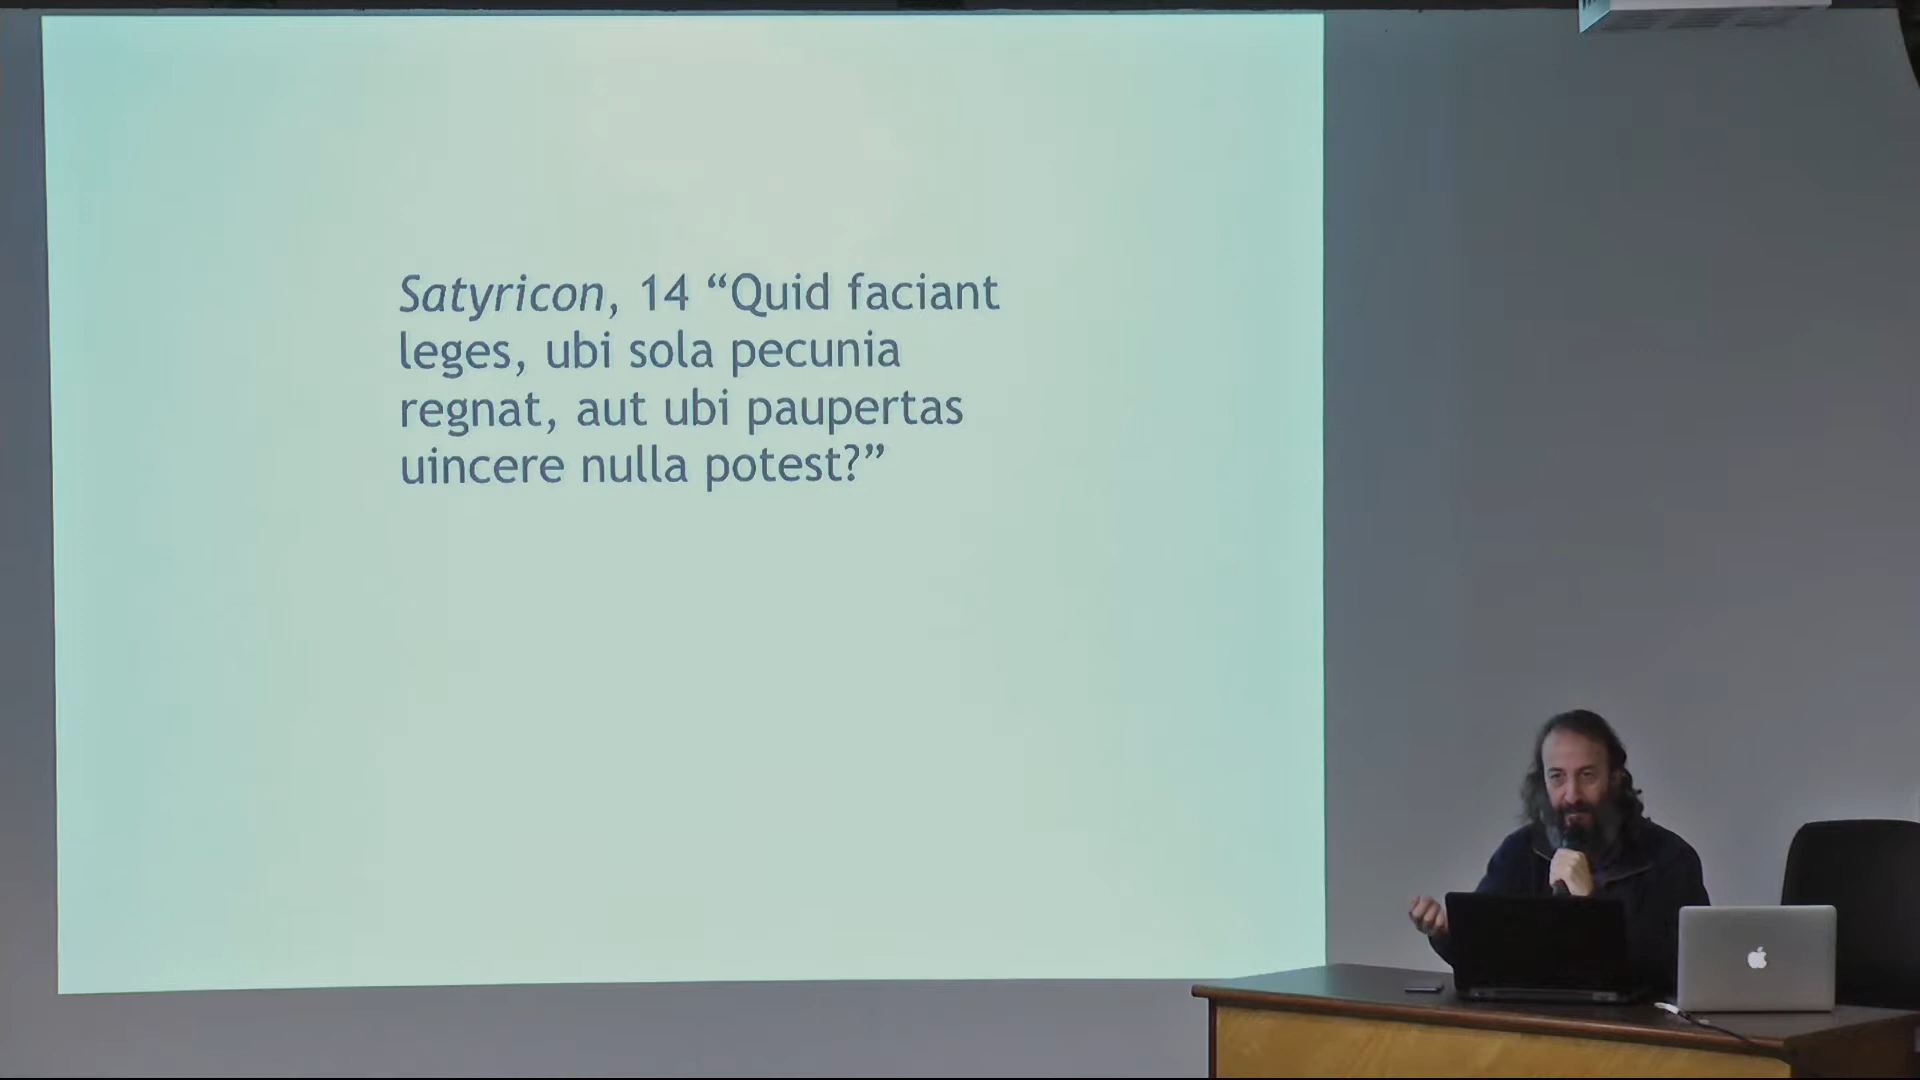 Satyricon, 14 “Quid faciant
leges, ubi sola pecunia
regnat, aut ubi paupertas
uincere nulla potest?”